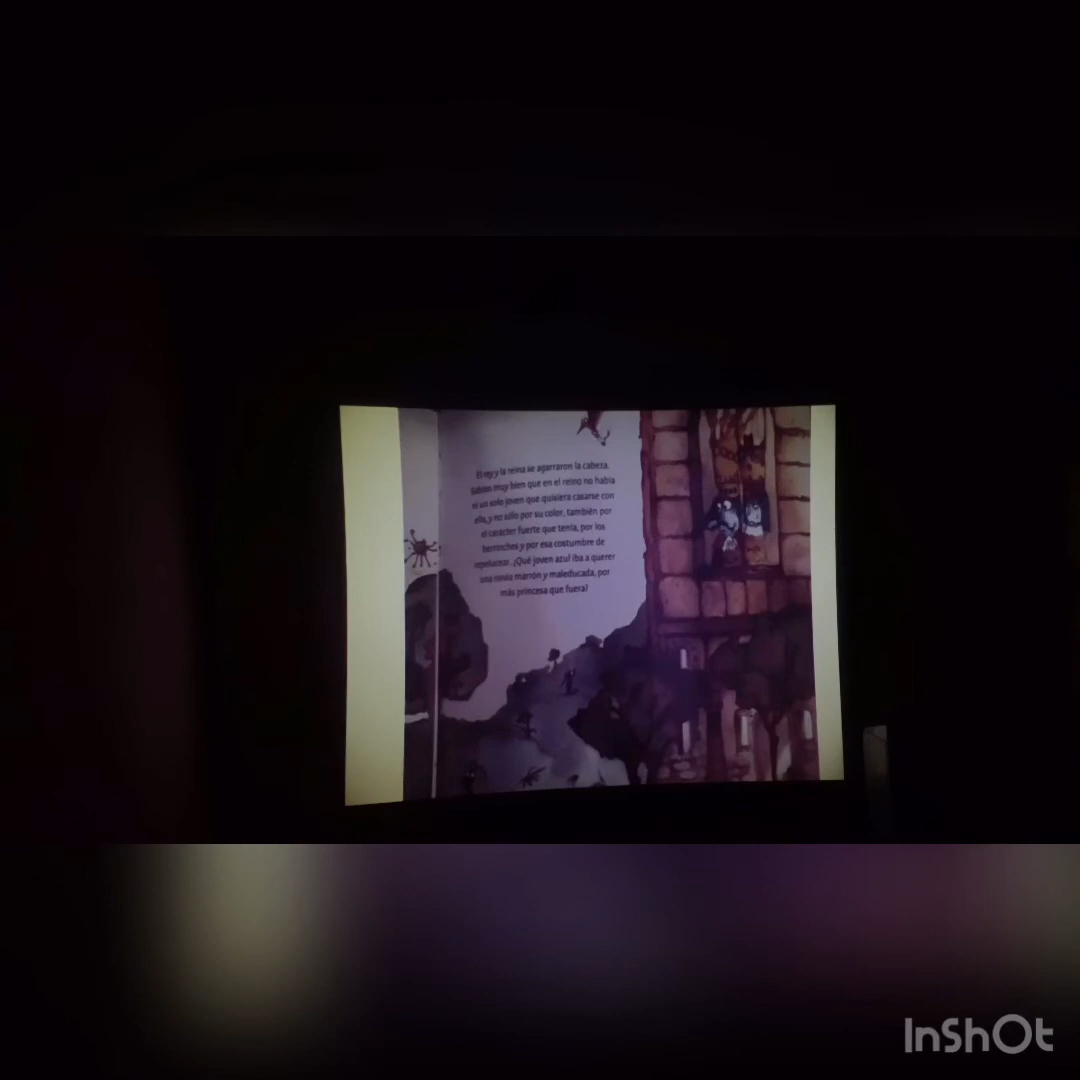 El rey y la reina se agarraron la cabeza.
Sabían muy bien que en el reino no había
ni un solo joven que quisiera casarse con
ella, y no sólo por su color, también por
el carácter fuerte que tenía, por los
berrinches y por esa costumbre de
repelucear. ¿Qué joven azul iba a querer
una novia marrón y maleducada, por
más princesa que fuera?
InShOt